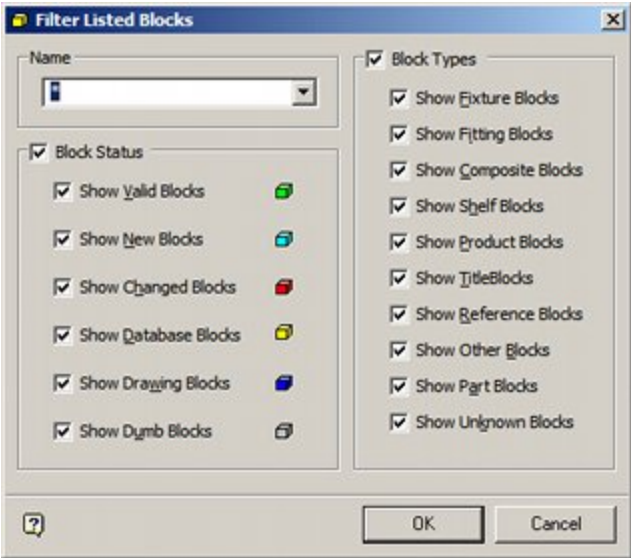 Filter Listed Blocks
Name
*
Block Status
Show Valid Blocks
Show New Blocks
Show Changed Blocks
Show Database Blocks
Show Drawing Blocks
Show Dumb Blocks
Block Types
Show Fixture Blocks
Show Fitting Blocks
Show Composite Blocks
Show Shelf Blocks
Show Product Blocks
Show TitleBlocks
Show Reference Blocks
Show Other Blocks
Show Part Blocks
Show Unknown Blocks
?
OK
Cancel